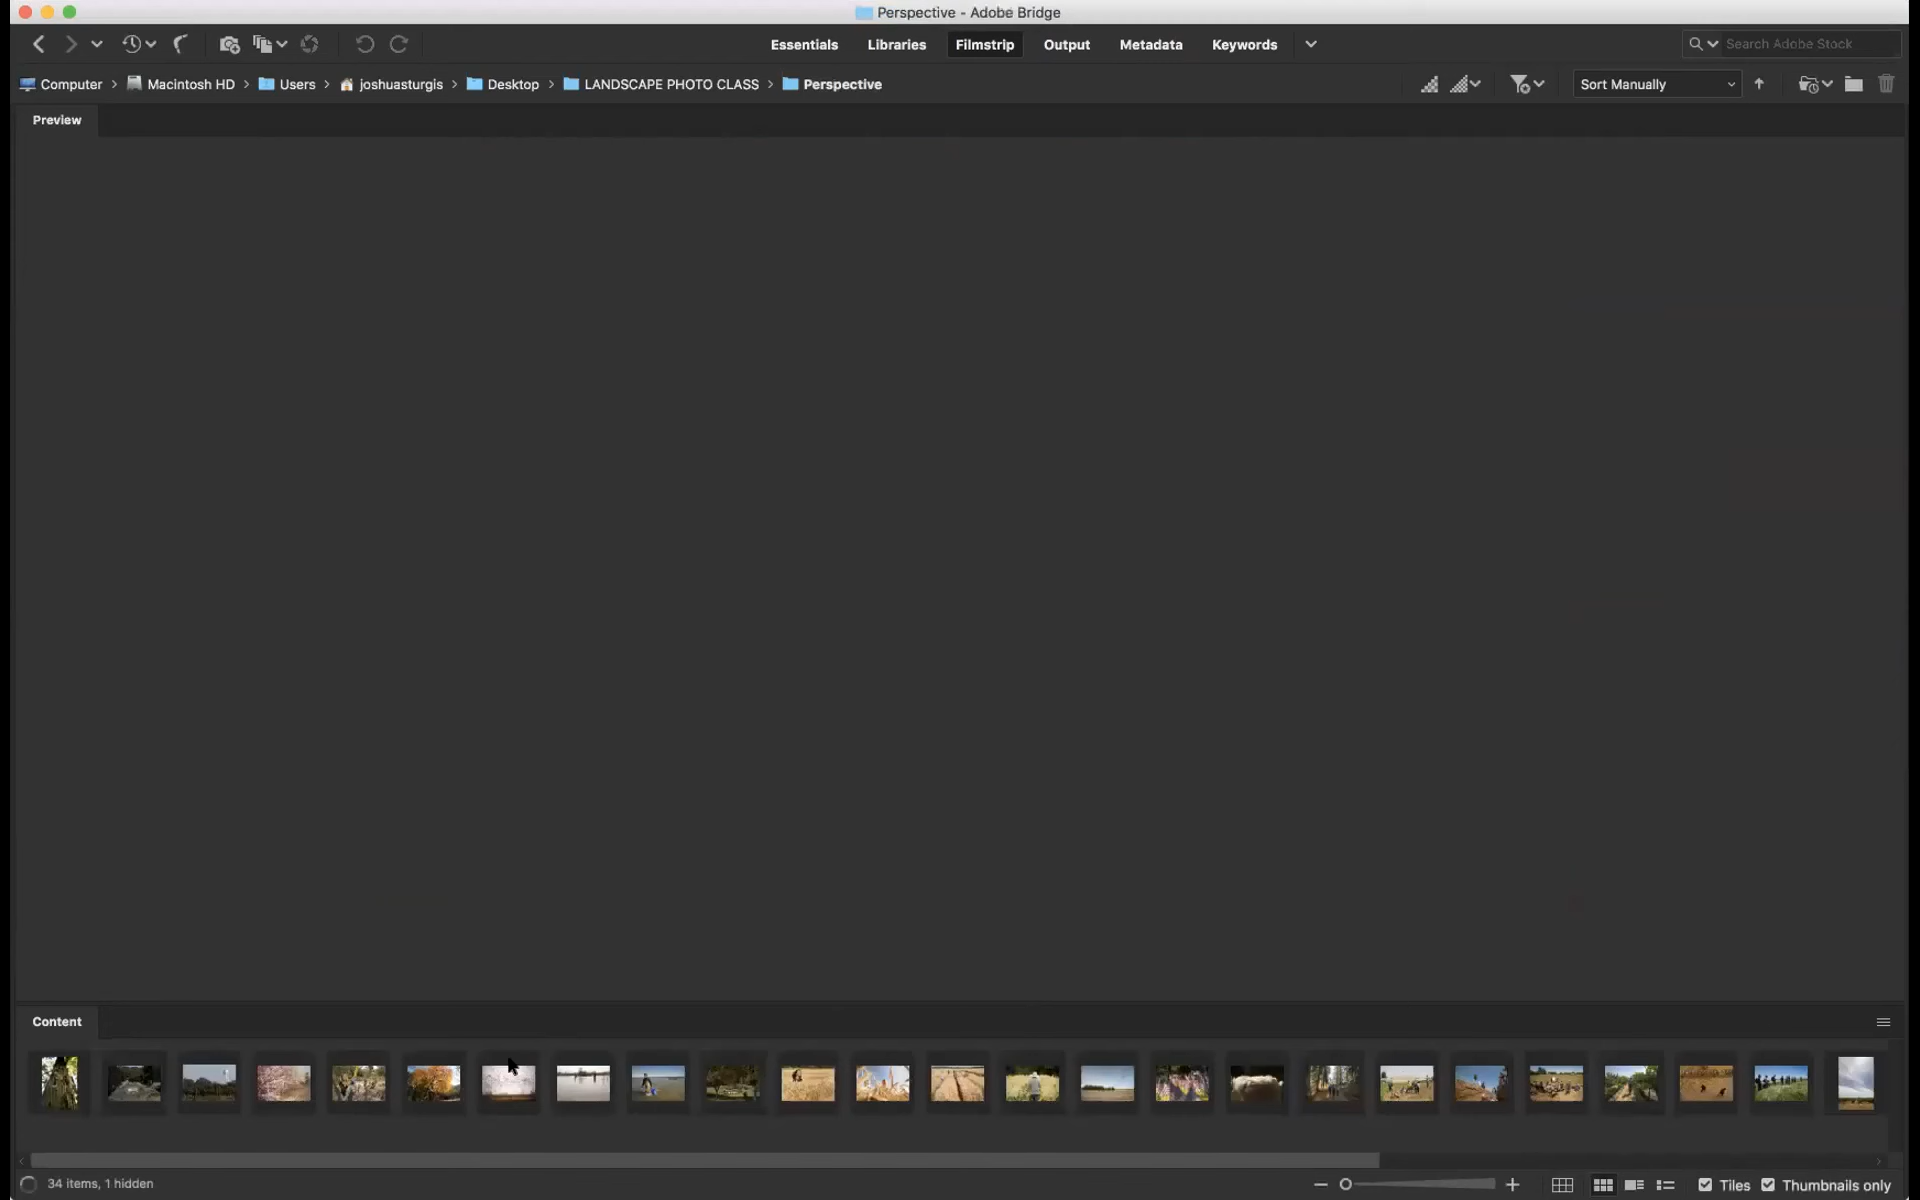 Perspective - Adobe Bridge
Essentials Libraries Filmstrip Output Metadata Keywords Search Adobe Stock
Computer Macintosh HD Users joshuasturgis Desktop LANDSCAPE PHOTO CLASS Perspective Sort Manually
Preview
Content
34 items, 1 hidden Tiles Thumbnails only